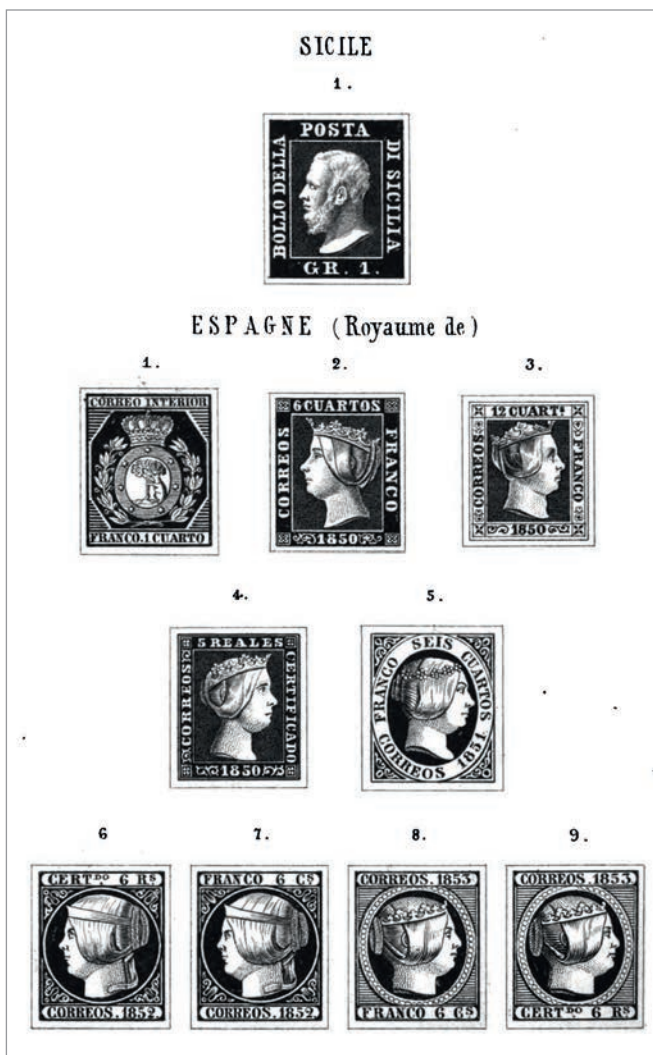 SICILE
1.
POSTA
BOLLO DELLA
DI SICILIA
GR. 1.
ESPAGNE (Royaume de)
1.
2.
3.
CORREO INTERIOR
FRANCO. 1 CUARTO
6 CUARTOS
CORREOS
FRANCO
1850
12 CUARTs.
CORREOS
FRANCO
1850
4.
5.
5 REALES
CORREOS
CERTIFICADO
1850
FRANCO SEIS CUARTOS
CORREOS 1851
6
7.
8.
9.
CERTDO 6 RS
CORREOS. 1852
FRANCO 6 CS
CORREOS. 1852
CORREOS. 1853
FRANCO 6 CS
CORREOS. 1853
CERTDO 6 RS